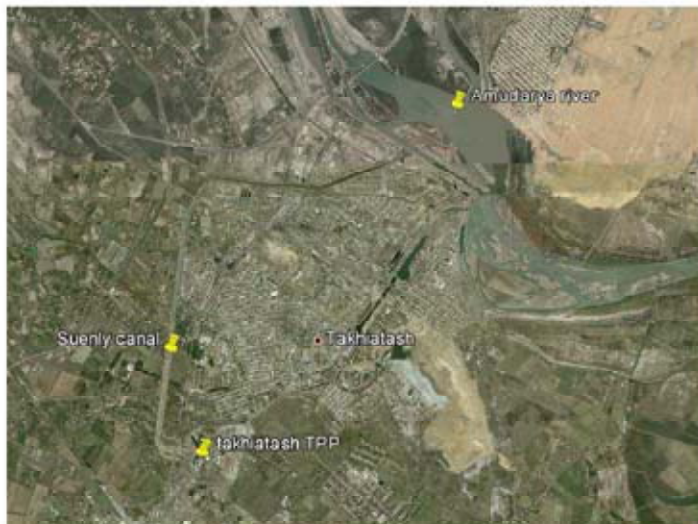 Amudarya river
Suenly canal
Takhiatash
takhiatash TPP